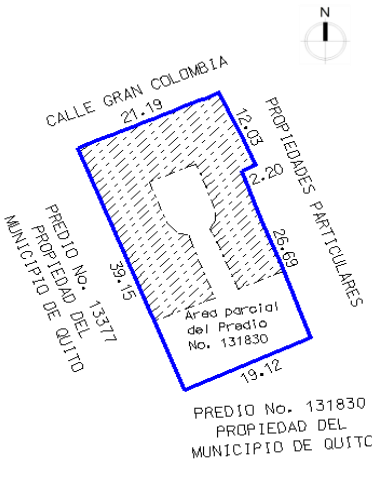 N
CALLE GRAN COLOMBIA
21.19
12.03
PROPIEDADES PARTICULARES
2.20
26.69
PREDIO No. 13377
PROPIEDAD DEL
MUNICIPIO DE QUITO
39.15
Area parcial
del Predio
No. 131830
19.12
PREDIO No. 131830
PROPIEDAD DEL
MUNICIPIO DE QUITO